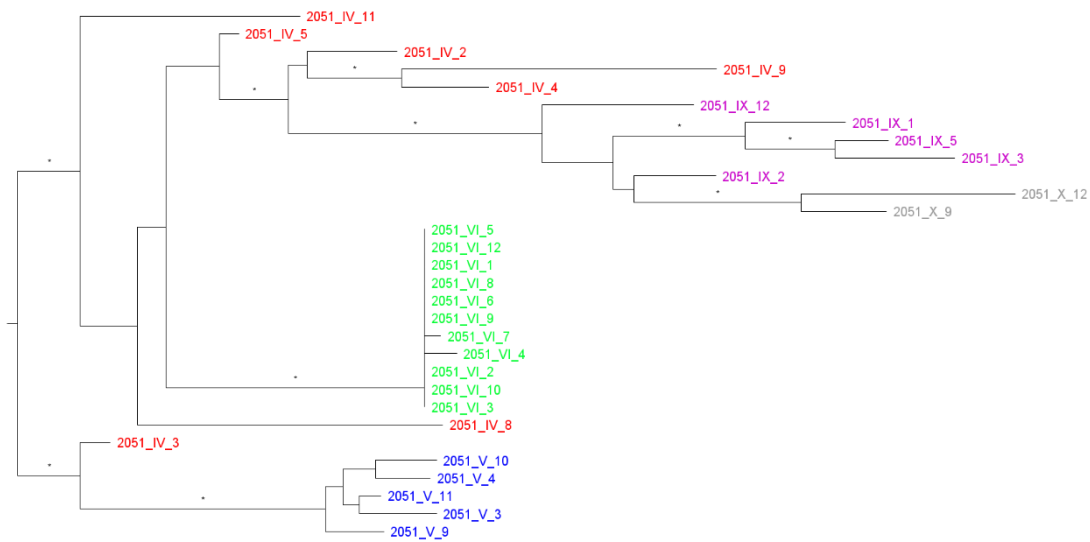 2051_IV_11
2051_IV_5
2051_IV_2
*
2051_IV_9
*
2051_IV_4
2051_IX_12
*
2051_IX_1
*
*
2051_IX_5
2051_IX_3
*
2051_IX_2
*
2051_X_12
2051_X_9
2051_VI_5
2051_VI_12
2051_VI_1
2051_VI_8
2051_VI_6
2051_VI_9
2051_VI_7
2051_VI_4
2051_VI_2
*
2051_VI_10
2051_VI_3
2051_IV_8
2051_IV_3
*
2051_V_10
2051_V_4
2051_V_11
*
2051_V_3
2051_V_9